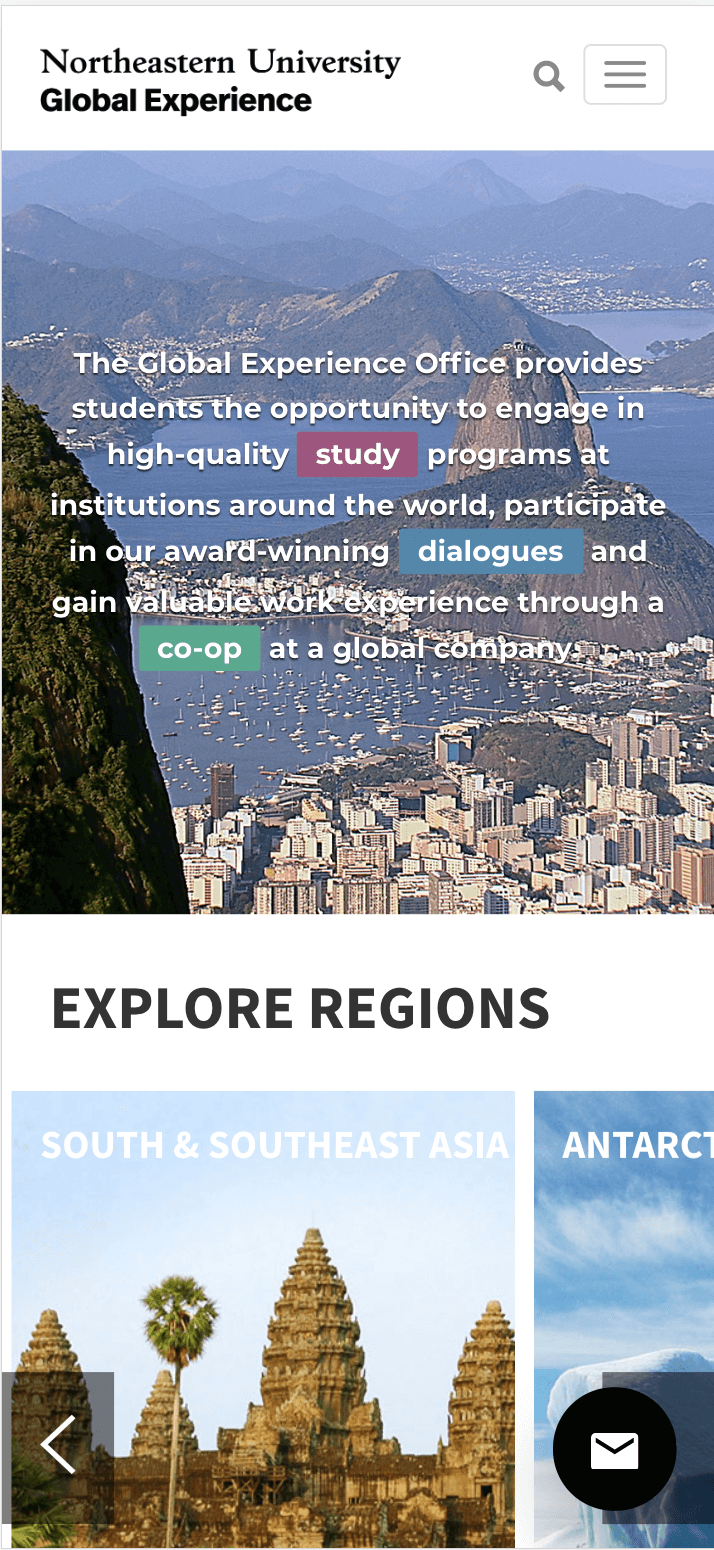 Northeastern University
Global Experience
The Global Experience Office provides
students the opportunity to engage in
high-quality study programs at
institutions around the world, participate
in our award-winning dialogues and
gain valuable work experience through a
co-op at a global company.
EXPLORE REGIONS
SOUTH & SOUTHEAST ASIA
ANTARCT